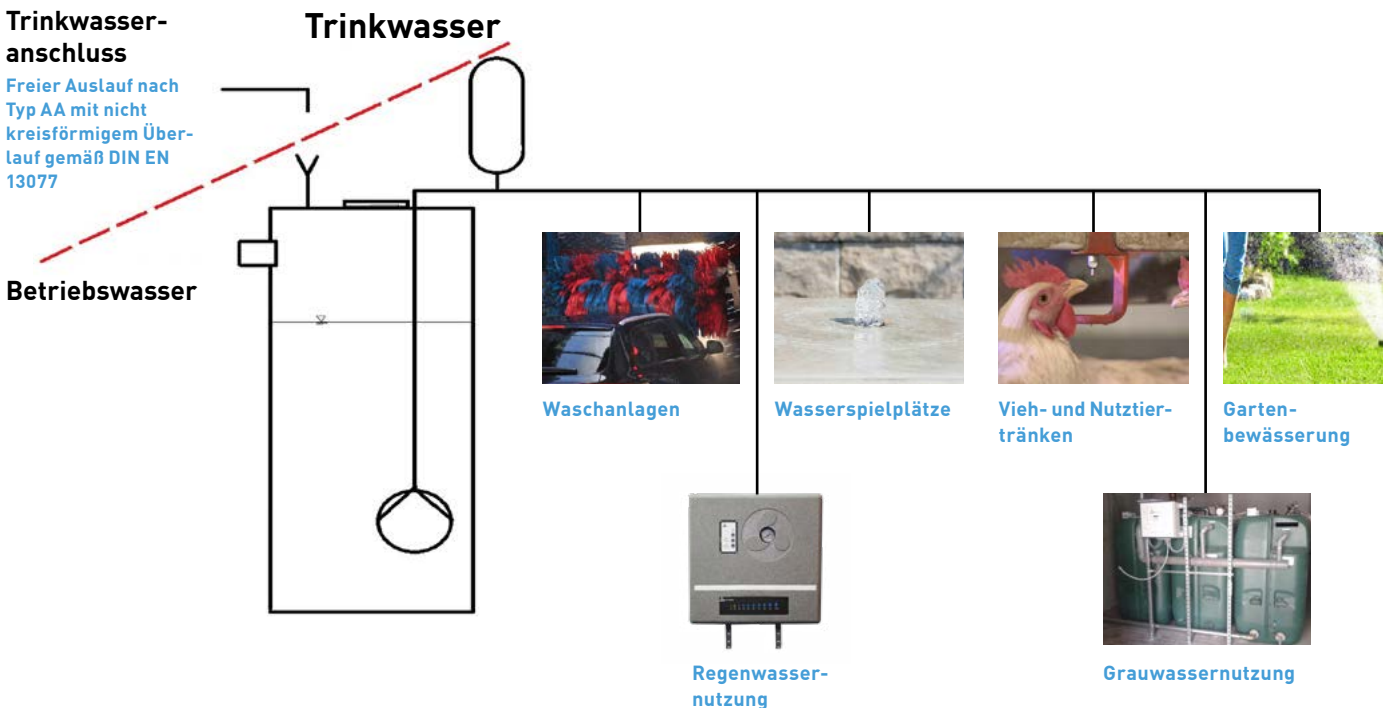 Trinkwasser-
anschluss
Freier Auslauf nach
Typ AA mit nicht
kreisförmigem Über-
lauf gemäß DIN EN
13077
Trinkwasser
Betriebswasser
Waschanlagen
Wasserspielplätze
Vieh- und Nutztier-
tränken
Garten-
bewässerung
Regenwasser-
nutzung
Grauwassernutzung